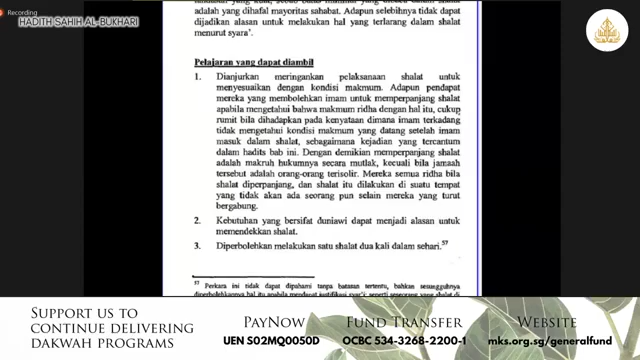 Recording
HADITH SAHIH AL-BUKHARI
adalah yang dihafal mayoritas sahabat. Adapun selebihnya tidak dapat
dijadikan alasan untuk melakukan hal yang terlarang dalam shalat
menurut syara'.
Pelajaran yang dapat diambil
1. Dianjurkan meringankan pelaksanaan shalat untuk
menyesuaikan dengan kondisi makmum. Adapun pendapat
mereka yang membolehkan imam untuk memperpanjang shalat
apabila mengetahui bahwa makmum ridha dengan hal itu, cukup
rumit bila dihadapkan pada kenyataan dimana imam terkadang
tidak mengetahui kondisi makmum yang datang setelah imam
masuk dalam shalat, sebagaimana kejadian yang tercantum
dalam hadits bab ini. Dengan demikian memperpanjang shalat
adalah makruh hukumnya secara mutlak, kecuali bila jamaah
tersebut adalah orang-orang terisolir. Mereka semua ridha bila
shalat diperpanjang, dan shalat itu dilakukan di suatu tempat
yang tidak akan ada seorang pun selain mereka yang turut
bergabung.
2. Kebutuhan yang bersifat duniawi dapat menjadi alasan untuk
memendekkan shalat.
3. Diperbolehkan melakukan satu shalat dua kali dalam sehari.57
57 Perkara ini tidak dapat dipahami tanpa batasan tertentu, bahkan sesungguhnya
SUPPORT US TO
CONTINUE DELIVERING
DAKWAH PROGRAMS
PAYNOW
UEN S02MQ0050D
FUND TRANSFER
OCBC 534-3268-2200-1
WEBSITE
mks.org.sg/generalfund